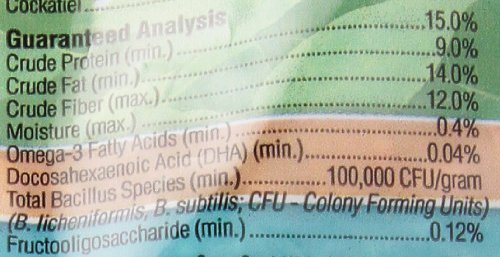 Cockatiel
Guaranteed Analysis
Crude Protein (min.)..........15.0%
Crude Fat (min.)..........9.0%
Crude Fiber (max.)..........14.0%
Moisture (max.)..........12.0%
Omega-3 Fatty Acids (min.)..........0.4%
Docosahexaenoic Acid (DHA) (min.)..........0.04%
Total Bacillus Species (min.)..........100,000 CFU/gram
(B. licheniformis, B. subtilis; CFU - Colony Forming Units)
Fructooligosaccharide (min.)..........0.12%